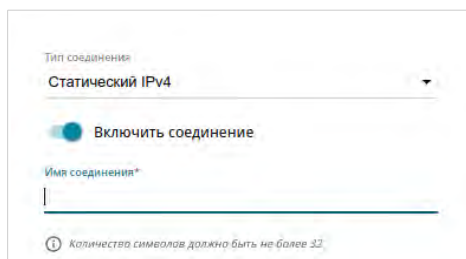 Тип соединения
Статический IPv4
Включить соединение
Имя соединения*
Количество символов должно быть не более 32